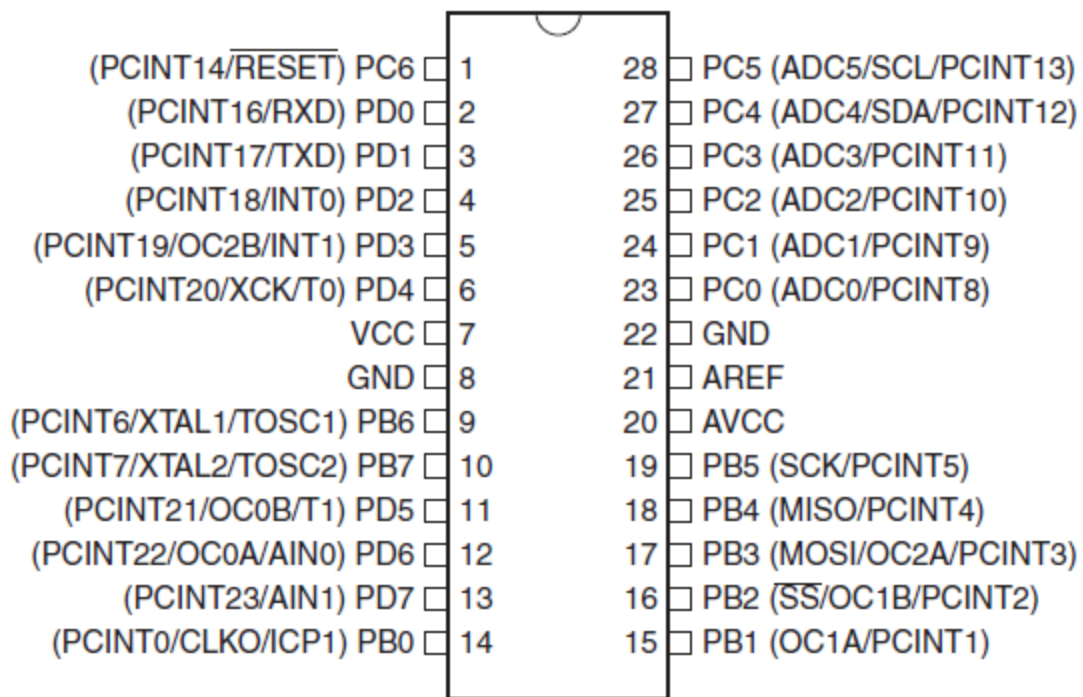 (PCINT14/RESET) PC6 1 28 PC5 (ADC5/SCL/PCINT13)
(PCINT16/RXD) PD0 2 27 PC4 (ADC4/SDA/PCINT12)
(PCINT17/TXD) PD1 3 26 PC3 (ADC3/PCINT11)
(PCINT18/INT0) PD2 4 25 PC2 (ADC2/PCINT10)
(PCINT19/OC2B/INT1) PD3 5 24 PC1 (ADC1/PCINT9)
(PCINT20/XCK/T0) PD4 6 23 PC0 (ADC0/PCINT8)
VCC 7 22 GND
GND 8 21 AREF
(PCINT6/XTAL1/TOSC1) PB6 9 20 AVCC
(PCINT7/XTAL2/TOSC2) PB7 10 19 PB5 (SCK/PCINT5)
(PCINT21/OC0B/T1) PD5 11 18 PB4 (MISO/PCINT4)
(PCINT22/OC0A/AIN0) PD6 12 17 PB3 (MOSI/OC2A/PCINT3)
(PCINT23/AIN1) PD7 13 16 PB2 (SS/OC1B/PCINT2)
(PCINT0/CLKO/ICP1) PB0 14 15 PB1 (OC1A/PCINT1)